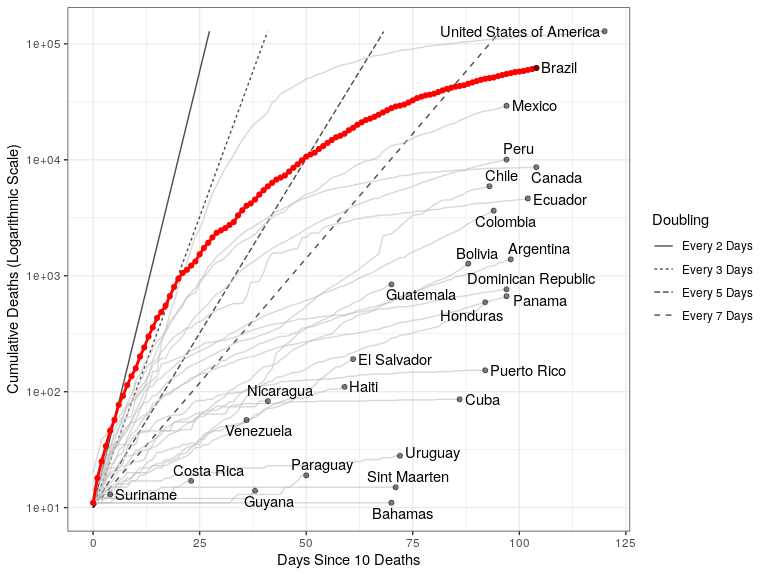 United States of America
1e+05
Brazil
Mexico
1e+04
Peru
Canada
Chile
Ecuador
Colombia
Doubling
Every 2 Days
Every 3 Days
Every 5 Days
Every 7 Days
Cumulative Deaths (Logarithmic Scale)
Bolivia
Argentina
1e+03
Dominican Republic
Guatemala
Panama
Honduras
El Salvador
Puerto Rico
Haiti
Nicaragua
1e+02
Cuba
Venezuela
Uruguay
Paraguay
Costa Rica
Sint Maarten
Suriname
Guyana
1e+01
Bahamas
0
25
50
75
100
125
Days Since 10 Deaths